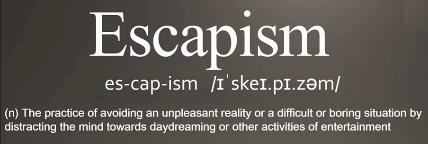 Escapism
es-cap-ism /ɪˈskeɪ.pɪ.zəm/
(n) The practice of avoiding an unpleasant reality or a difficult or boring situation by
distracting the mind towards daydreaming or other activities of entertainment